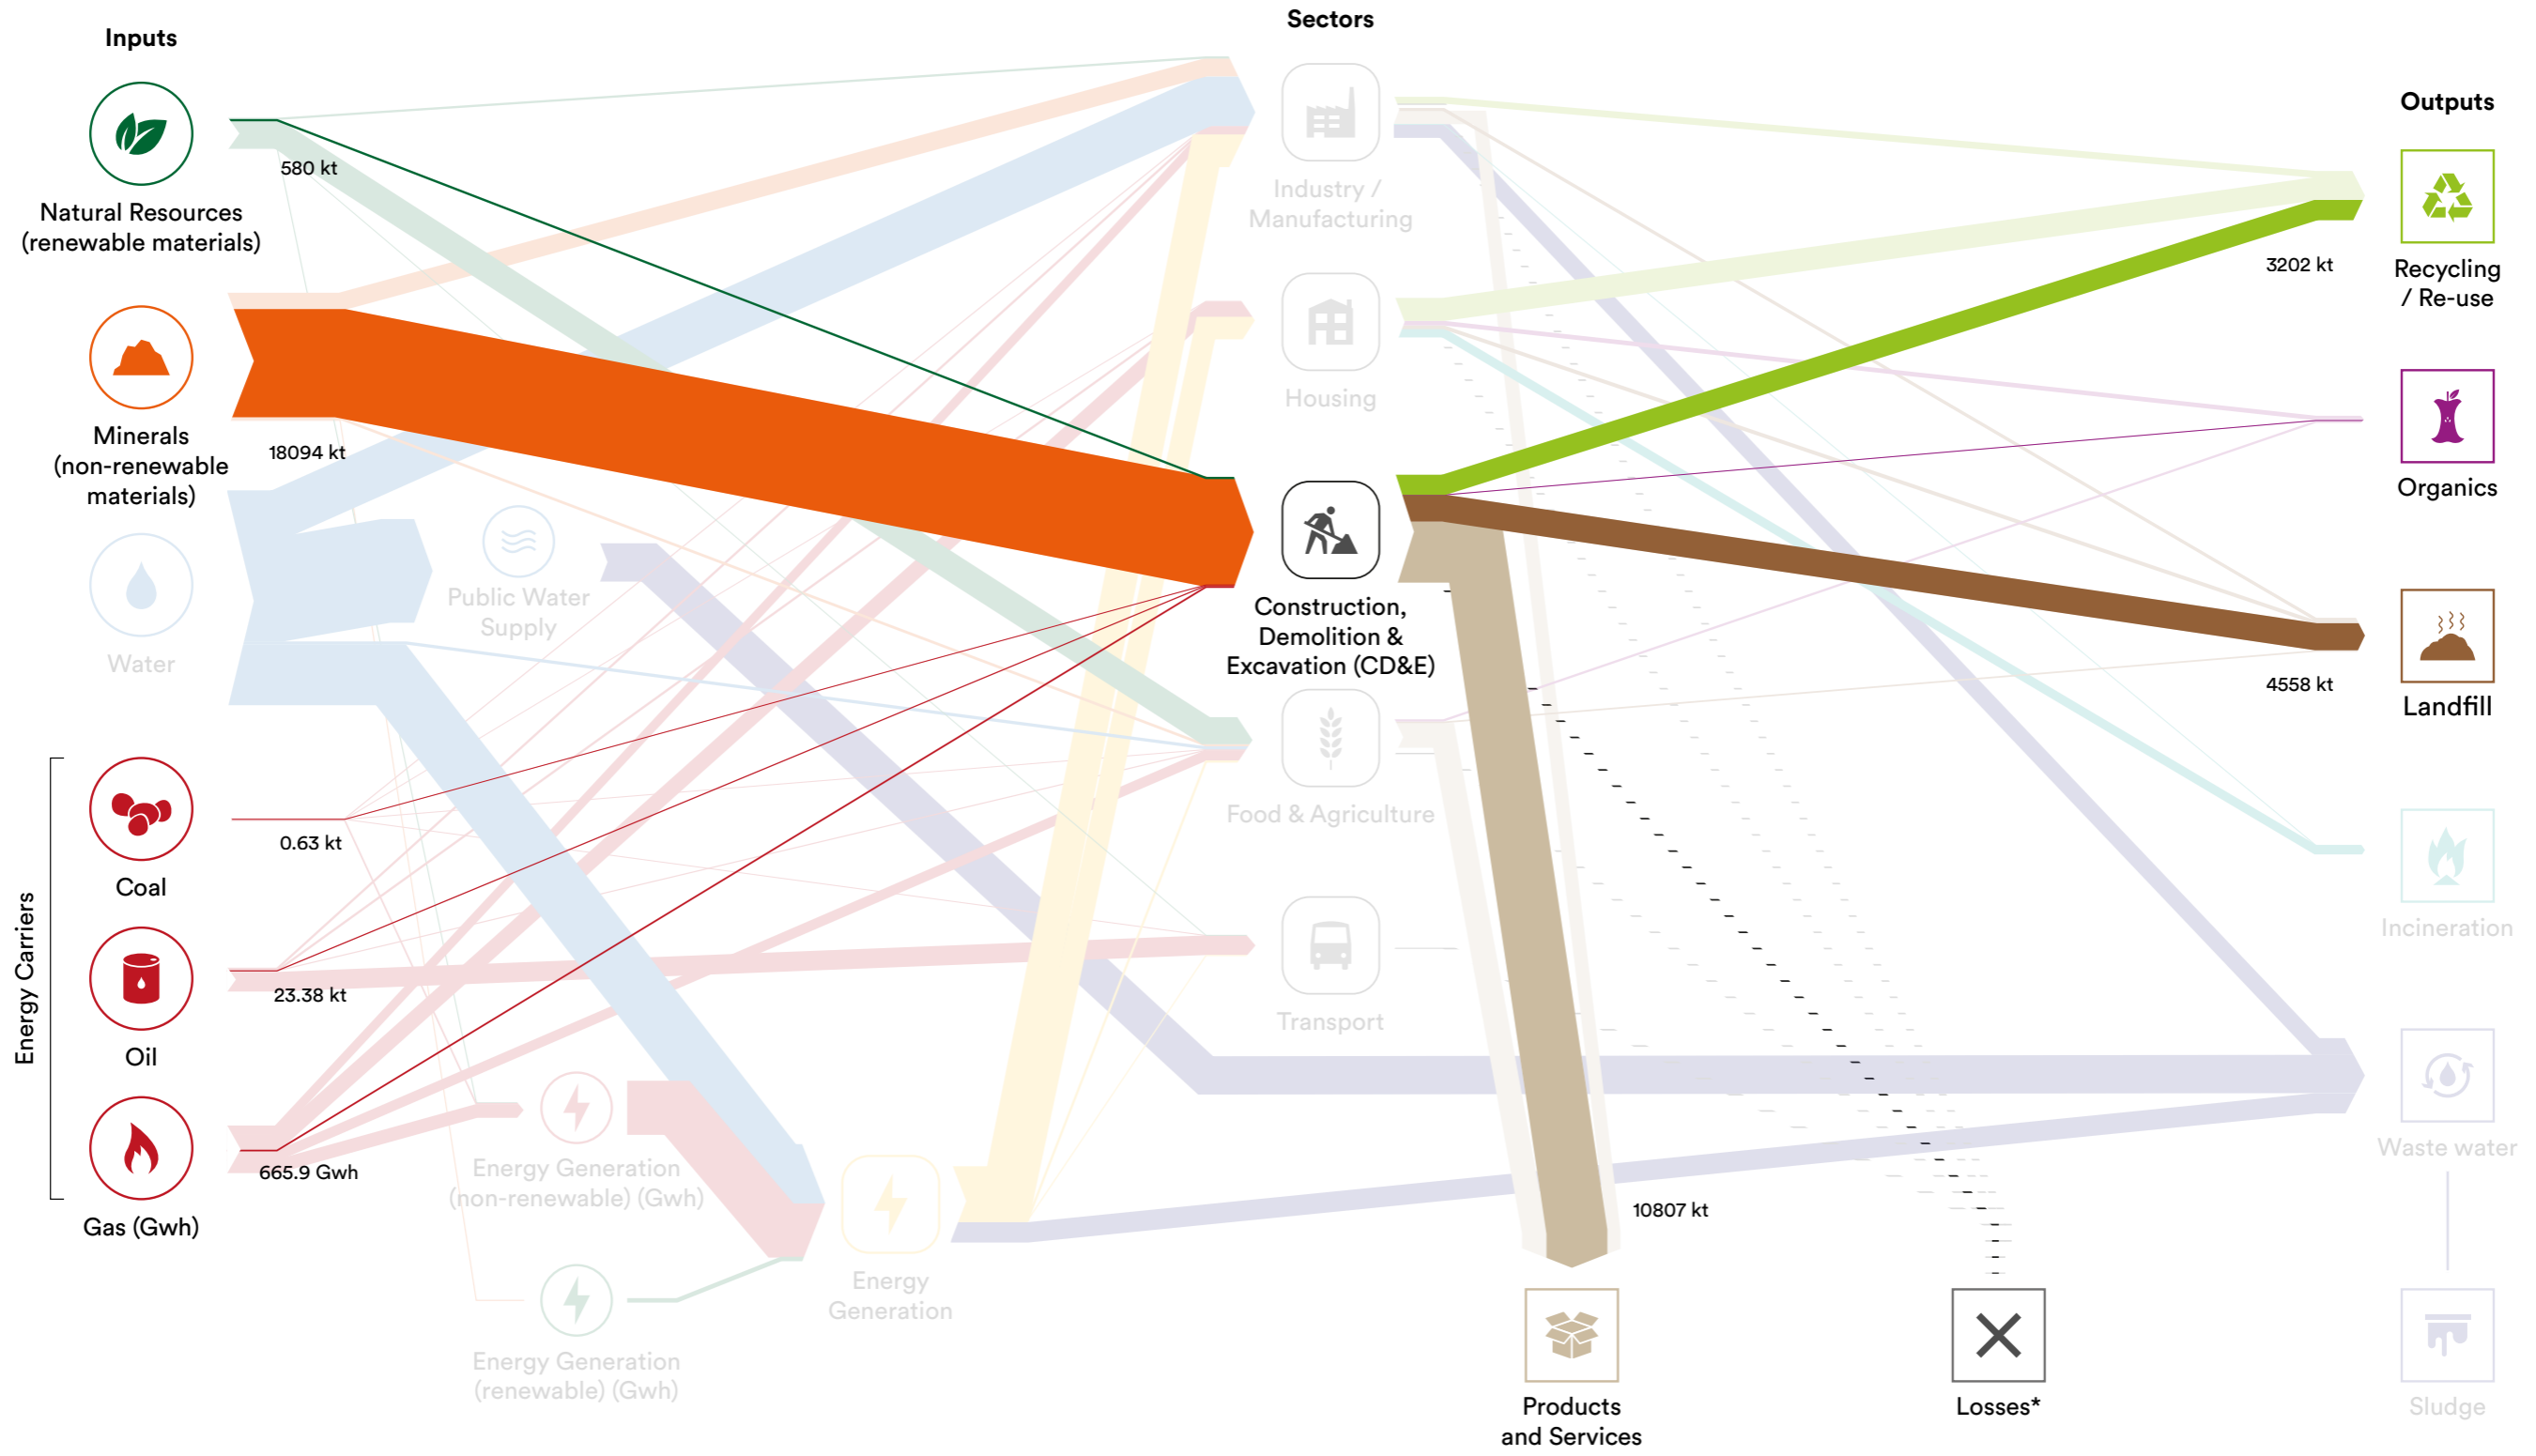 Inputs
Sectors
Outputs
Natural Resources
(renewable materials)
580 kt
Minerals
(non-renewable
materials)
18094 kt
Water
Public Water
Supply
Energy Carriers
Coal
0.63 kt
Oil
23.38 kt
Gas (Gwh)
665.9 Gwh
Energy Generation
(non-renewable) (Gwh)
Energy Generation
(renewable) (Gwh)
Energy
Generation
Industry /
Manufacturing
Housing
Construction,
Demolition &
Excavation (CD&E)
Food & Agriculture
Transport
10807 kt
Products
and Services
Losses*
3202 kt
Recycling
/ Re-use
Organics
4558 kt
Landfill
Incineration
Waste water
Sludge